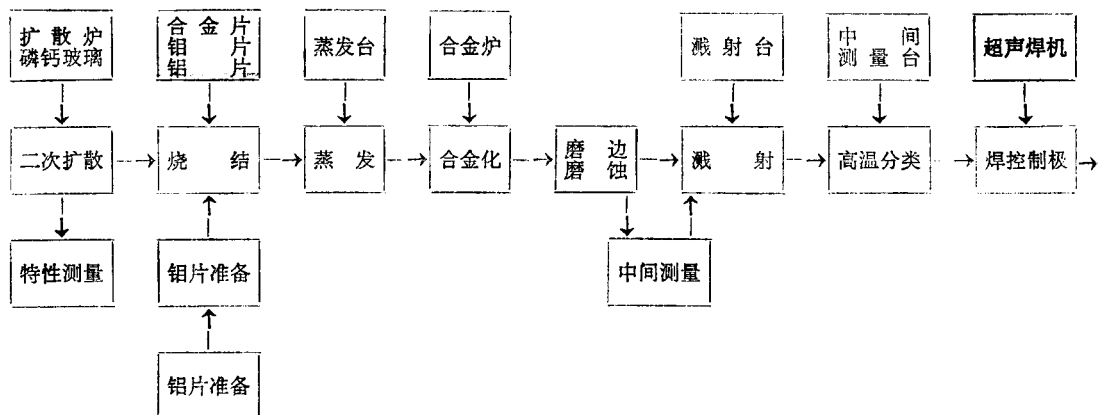 扩散炉
磷钙玻璃
合金片
钼片
铝片
蒸发台
合金炉
溅射台
中间
测量台
超声焊机
二次扩散
烧结
蒸发
合金化
磨边
磨蚀
溅射
高温分类
焊控制极
特性测量
钼片准备
中间测量
铝片准备